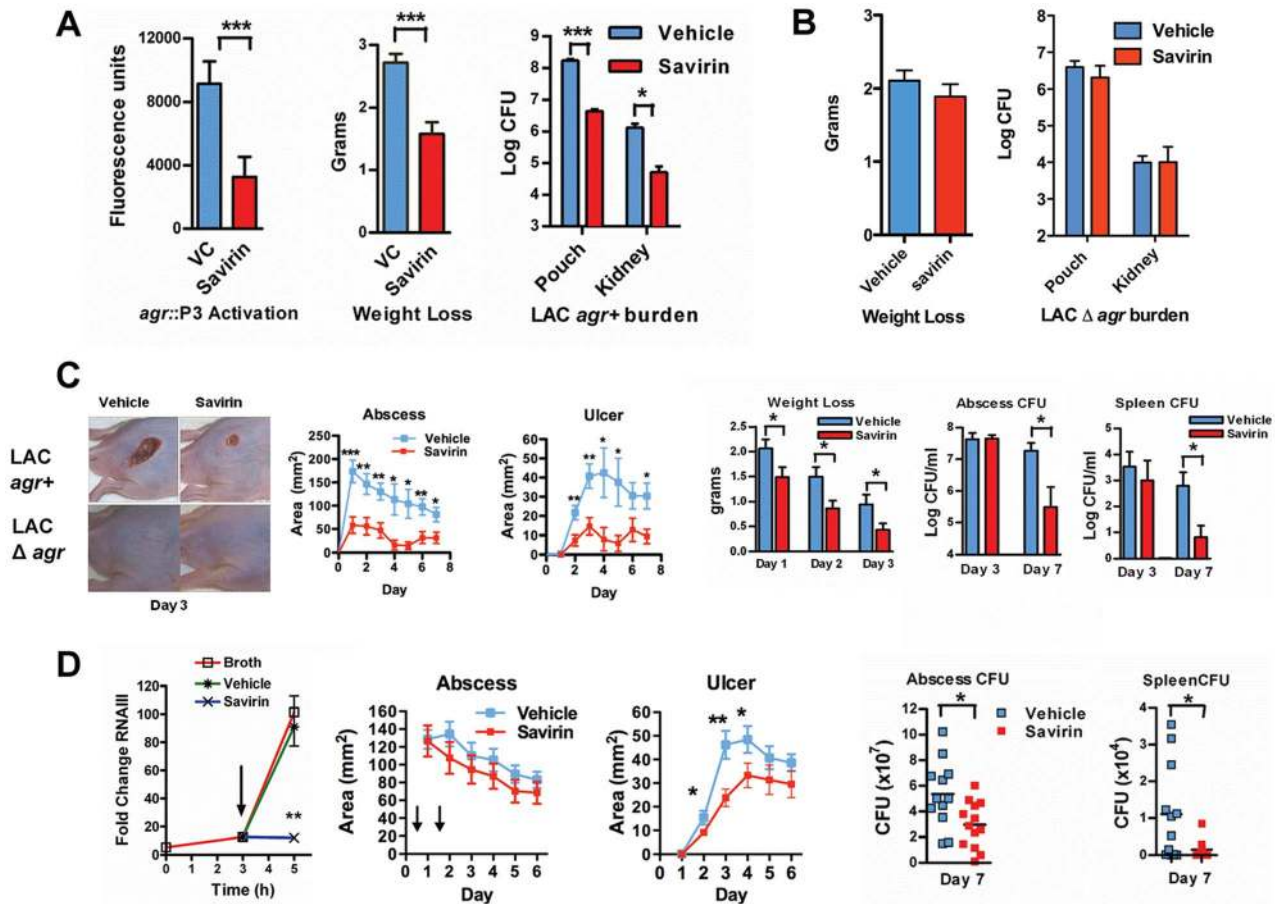 A
***
12000
8000
4000
0
Fluorescence units
VC
Savirin
agr::P3 Activation
***
3
2
1
0
Grams
VC
Savirin
Weight Loss
***
*
9
8
7
6
5
4
3
Log CFU
Vehicle
Savirin
Pouch
Kidney
LAC agr+ burden
B
3
2
1
0
Grams
Vehicle
savirin
Weight Loss
10
8
6
4
2
Log CFU
Vehicle
Savirin
Pouch
Kidney
LAC Δ agr burden
C
Vehicle
Savirin
LAC
agr+
LAC
Δ agr
Day 3
Abscess
Vehicle
Savirin
250
200
150
100
50
0
Area (mm²)
*** ** ** * * ** *
0 2 4 6 8
Day
Ulcer
Vehicle
Savirin
60
50
40
30
20
10
0
Area (mm²)
** ** * * *
0 1 2 3 4 5 6 7 8
Day
Weight Loss
Vehicle
Savirin
* * *
2.5
2.0
1.5
1.0
0.5
0.0
grams
Day 1 Day 2 Day 3
Abscess CFU
*
8
7
6
5
4
Log CFU/ml
Day 3 Day 7
Spleen CFU
Vehicle
Savirin
*
5
4
3
2
1
0
Log CFU/ml
Day 3 Day 7
D
Broth
Vehicle
Savirin
120
100
80
60
40
20
0
Fold Change RNAIII
**
0 1 2 3 4 5
Time (h)
Abscess
Vehicle
Savirin
160
140
120
100
80
60
40
20
0
Area (mm²)
0 1 2 3 4 5 6
Day
Ulcer
Vehicle
Savirin
60
50
40
30
20
10
0
Area (mm²)
* ** *
0 1 2 3 4 5 6
Day
Abscess CFU
*
Vehicle
Savirin
12
10
8
6
4
2
0
CFU (x10⁷)
Day 7
SpleenCFU
*
4
3
2
1
0
CFU (x10⁴)
Day 7